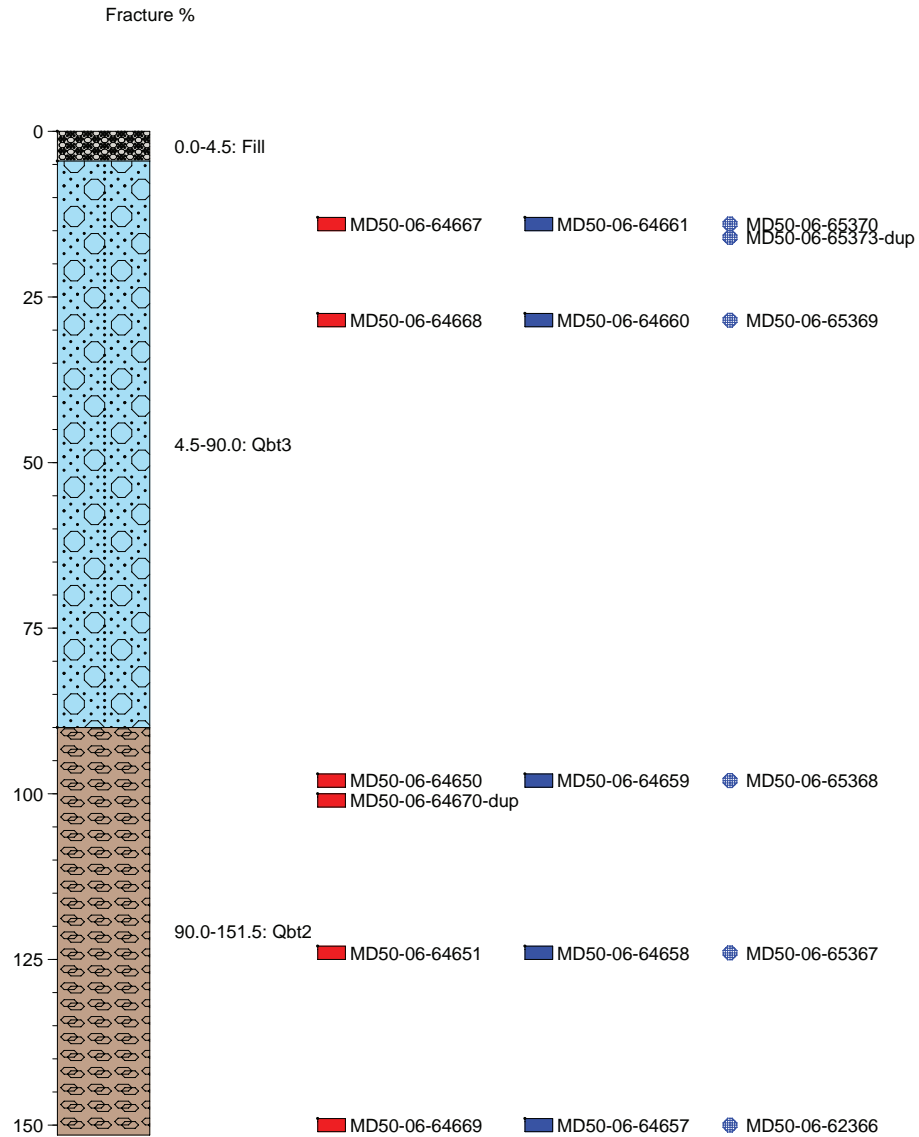 Fracture %
0
0.0-4.5: Fill
MD50-06-64667 MD50-06-64661 MD50-06-65370
MD50-06-65373-dup
25
MD50-06-64668 MD50-06-64660 MD50-06-65369
4.5-90.0: Qbt3
50
75
MD50-06-64650 MD50-06-64659 MD50-06-65368
100 MD50-06-64670-dup
90.0-151.5: Qbt2
125 MD50-06-64651 MD50-06-64658 MD50-06-65367
150 MD50-06-64669 MD50-06-64657 MD50-06-62366